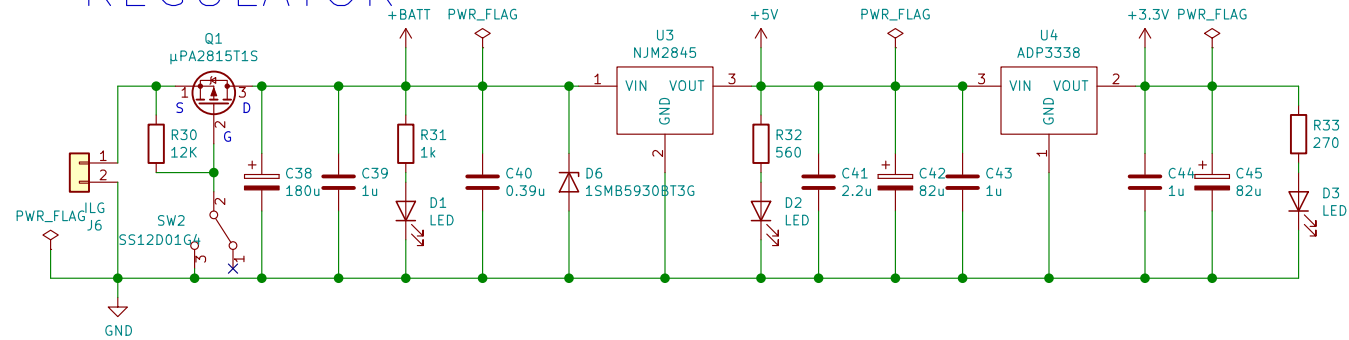 REGULATOR
+BATT
PWR_FLAG
+5V
PWR_FLAG
+3.3V
PWR_FLAG
Q1
µPA2815T1S
U3
NJM2845
U4
ADP3338
1
3
S
D
2
G
1
VIN
VOUT
3
GND
2
3
VIN
VOUT
2
GND
1
R30
12K
R31
1k
R32
560
R33
270
1
2
ILG
J6
PWR_FLAG
C38
180u
C39
1u
C40
0.39u
D6
1SMB5930BT3G
C41
2.2u
C42
82u
C43
1u
C44
1u
C45
82u
D1
LED
D2
LED
D3
LED
SW2
SS12D01G4
2
3
1
GND